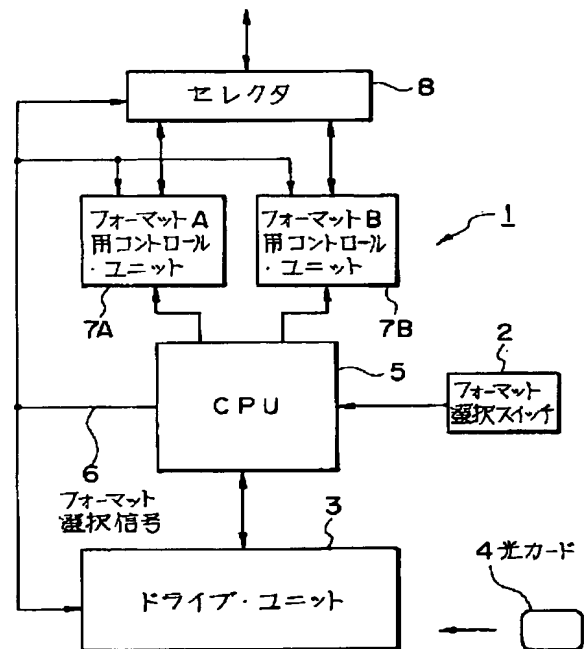 セレクタ
8
フォーマットA
用コントロール
・ユニット
7A
フォーマットB
用コントロール
・ユニット
7B
1
CPU
5
2
フォーマット
選択スイッチ
6
フォーマット
選択信号
3
ドライブ・ユニット
4光カード